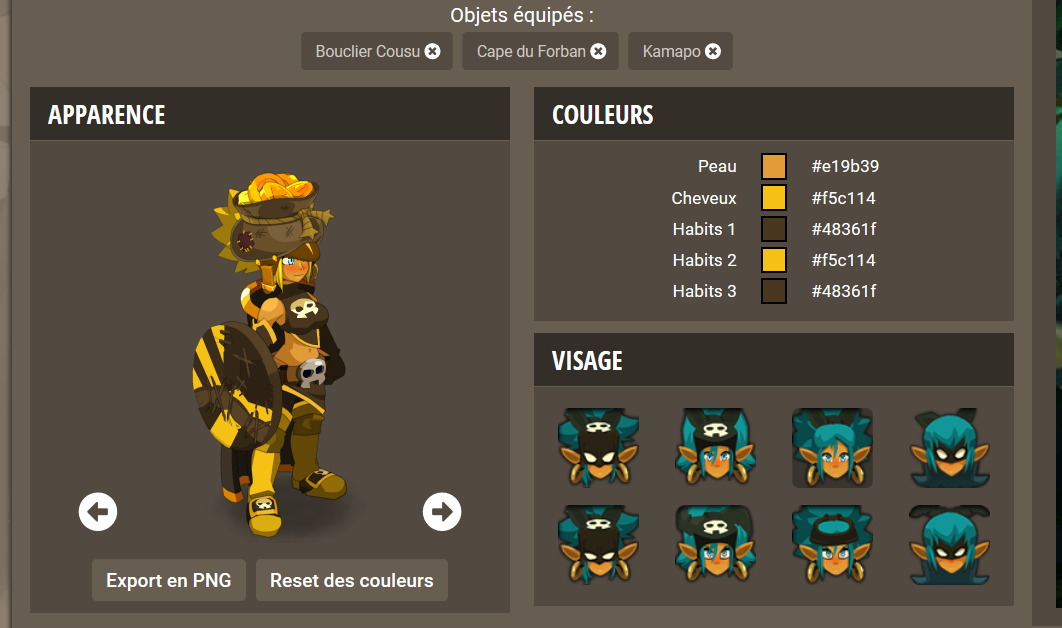 Objets équipés :
Bouclier Cousu
Cape du Forban
Kamapo
APPARENCE
Export en PNG
Reset des couleurs
COULEURS
Peau #e19b39
Cheveux #f5c114
Habits 1 #48361f
Habits 2 #f5c114
Habits 3 #48361f
VISAGE